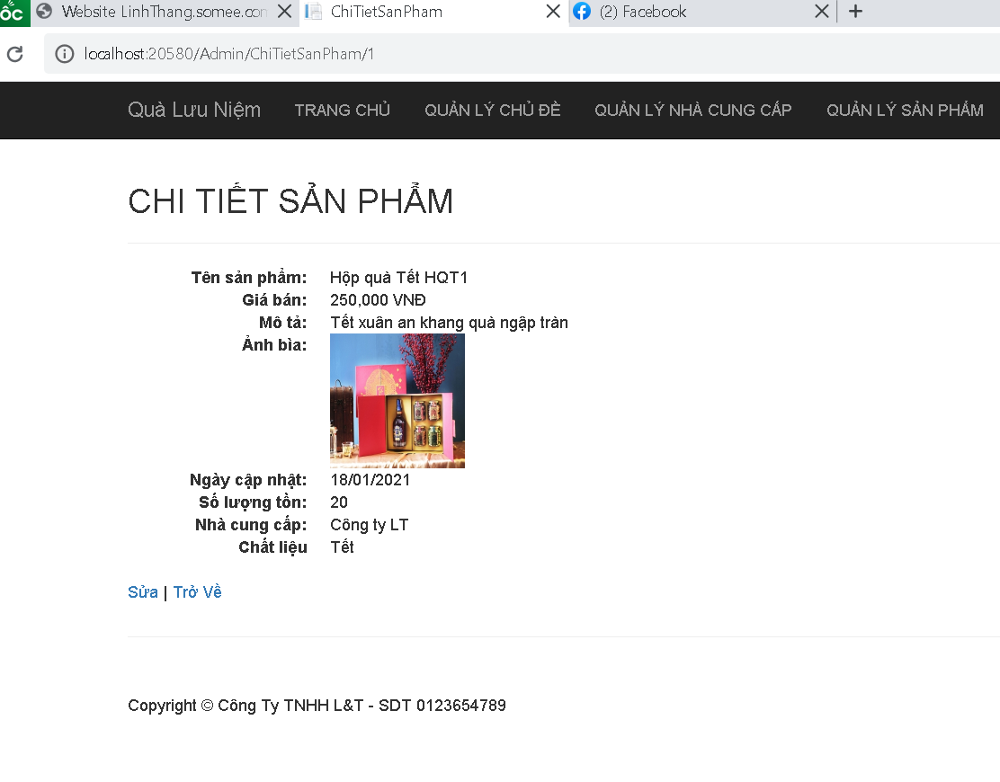 ốc Website LinhThang.somee.con ChiTietSanPham (2) Facebook
localhost:20580/Admin/ChiTietSanPham/1
Quà Lưu Niệm TRANG CHỦ QUẢN LÝ CHỦ ĐỀ QUẢN LÝ NHÀ CUNG CẤP QUẢN LÝ SẢN PHẨM
CHI TIẾT SẢN PHẨM
Tên sản phẩm: Hộp quà Tết HQT1
Giá bán: 250,000 VNĐ
Mô tả: Tết xuân an khang quà ngập tràn
Ảnh bìa:
Ngày cập nhật: 18/01/2021
Số lượng tồn: 20
Nhà cung cấp: Công ty LT
Chất liệu Tết
Sửa | Trở Về
Copyright © Công Ty TNHH L&T - SDT 0123654789